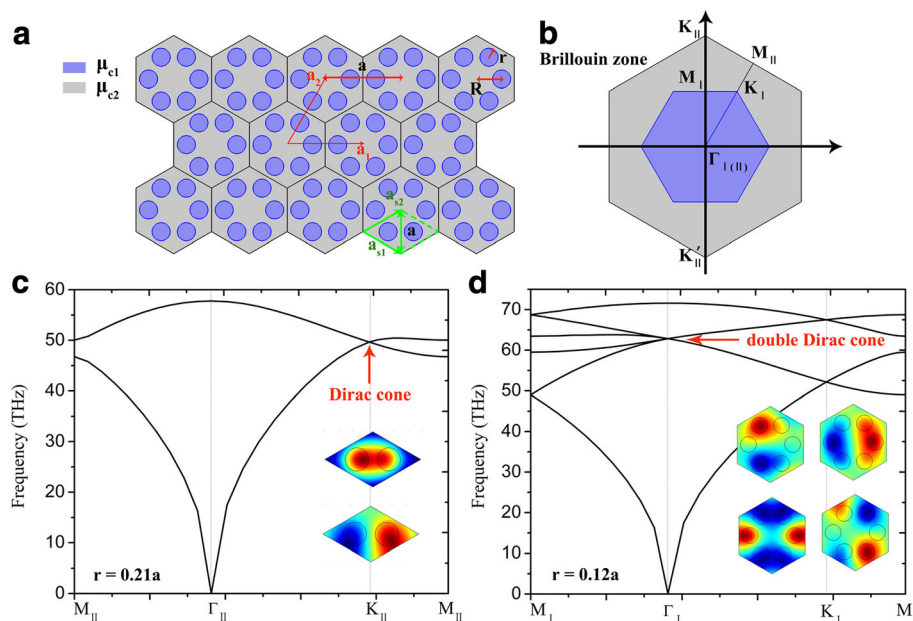 a
μc1
μc2
a2
a
r
R
a1
as2
as1
a
b
Brillouin zone
K||
M||
M|
K|
Γ|(||)
K||′
c
Frequency (THz)
60
50
40
30
20
10
0
Dirac cone
r = 0.21a
M||
Γ||
K||
M||
d
Frequency (THz)
70
60
50
40
30
20
10
0
double Dirac cone
r = 0.12a
M|
Γ|
K|
M